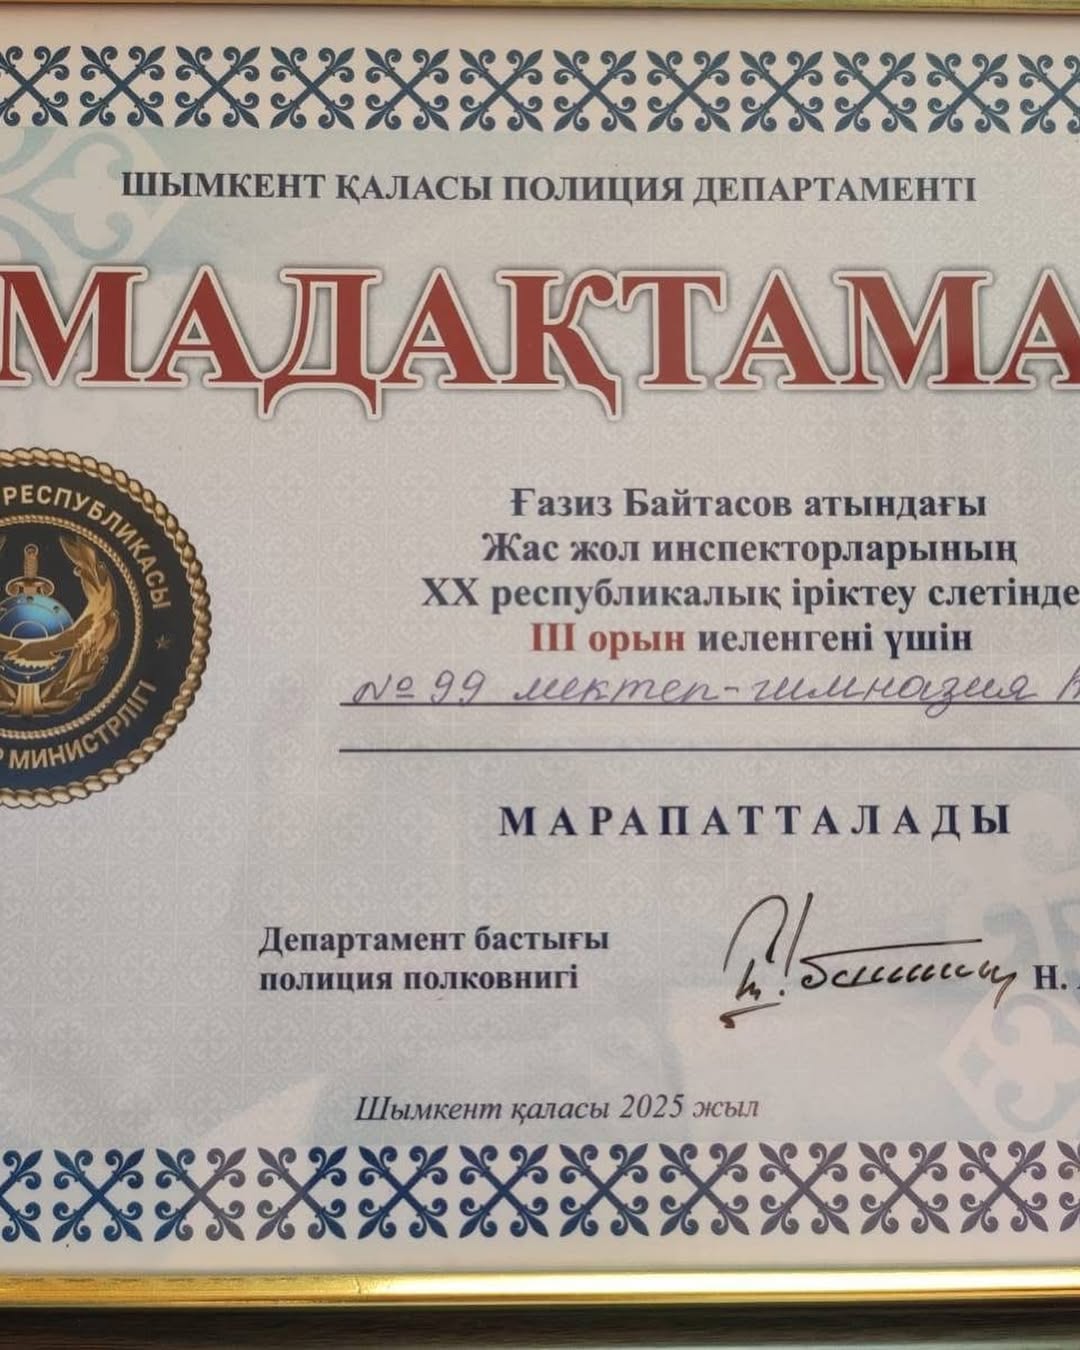 ШЫМКЕНТ ҚАЛАСЫ ПОЛИЦИЯ ДЕПАРТАМЕНТІ
МАДАҚТАМА
РЕСПУБЛИКАСЫ
МИНИСТРЛІГІ
Ғазиз Байтасов атындағы
Жас жол инспекторларының
ХХ республикалық іріктеу слетінде
III орын иеленгені үшін
№ 99 мектеп-гимназия
МАРАПАТТАЛАДЫ
Департамент бастығы
полиция полковнигі
Н.
Шымкент қаласы 2025 жыл